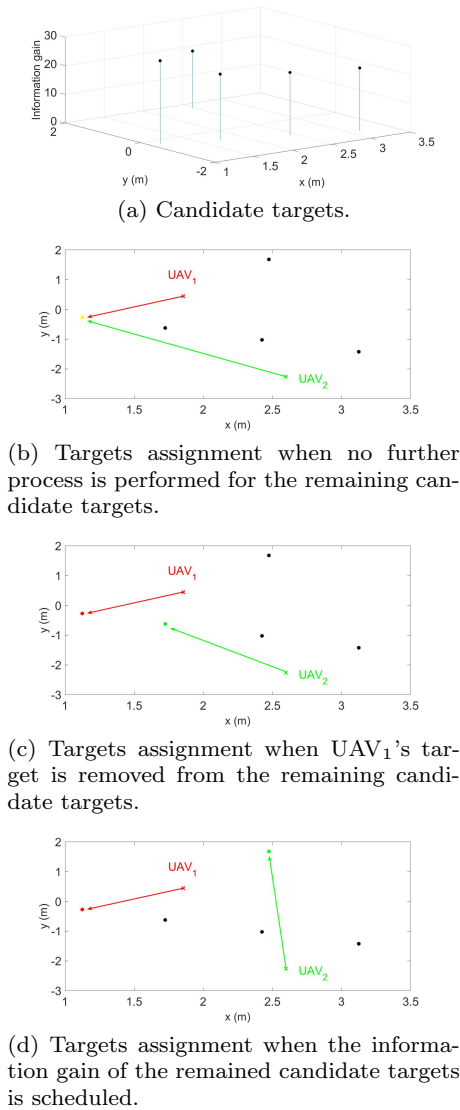 30
20
10
0
Information gain
2
0
-2
y (m)
1
1.5
2
2.5
3
3.5
x (m)
(a) Candidate targets.
2
1
0
-1
-2
-3
y (m)
UAV1
UAV2
1
1.5
2
2.5
3
3.5
x (m)
(b) Targets assignment when no further
process is performed for the remaining can-
didate targets.
2
1
0
-1
-2
-3
y (m)
UAV1
UAV2
1
1.5
2
2.5
3
3.5
x (m)
(c) Targets assignment when UAV1's tar-
get is removed from the remaining candi-
date targets.
2
1
0
-1
-2
-3
y (m)
UAV1
UAV2
1
1.5
2
2.5
3
3.5
x (m)
(d) Targets assignment when the informa-
tion gain of the remained candidate targets
is scheduled.